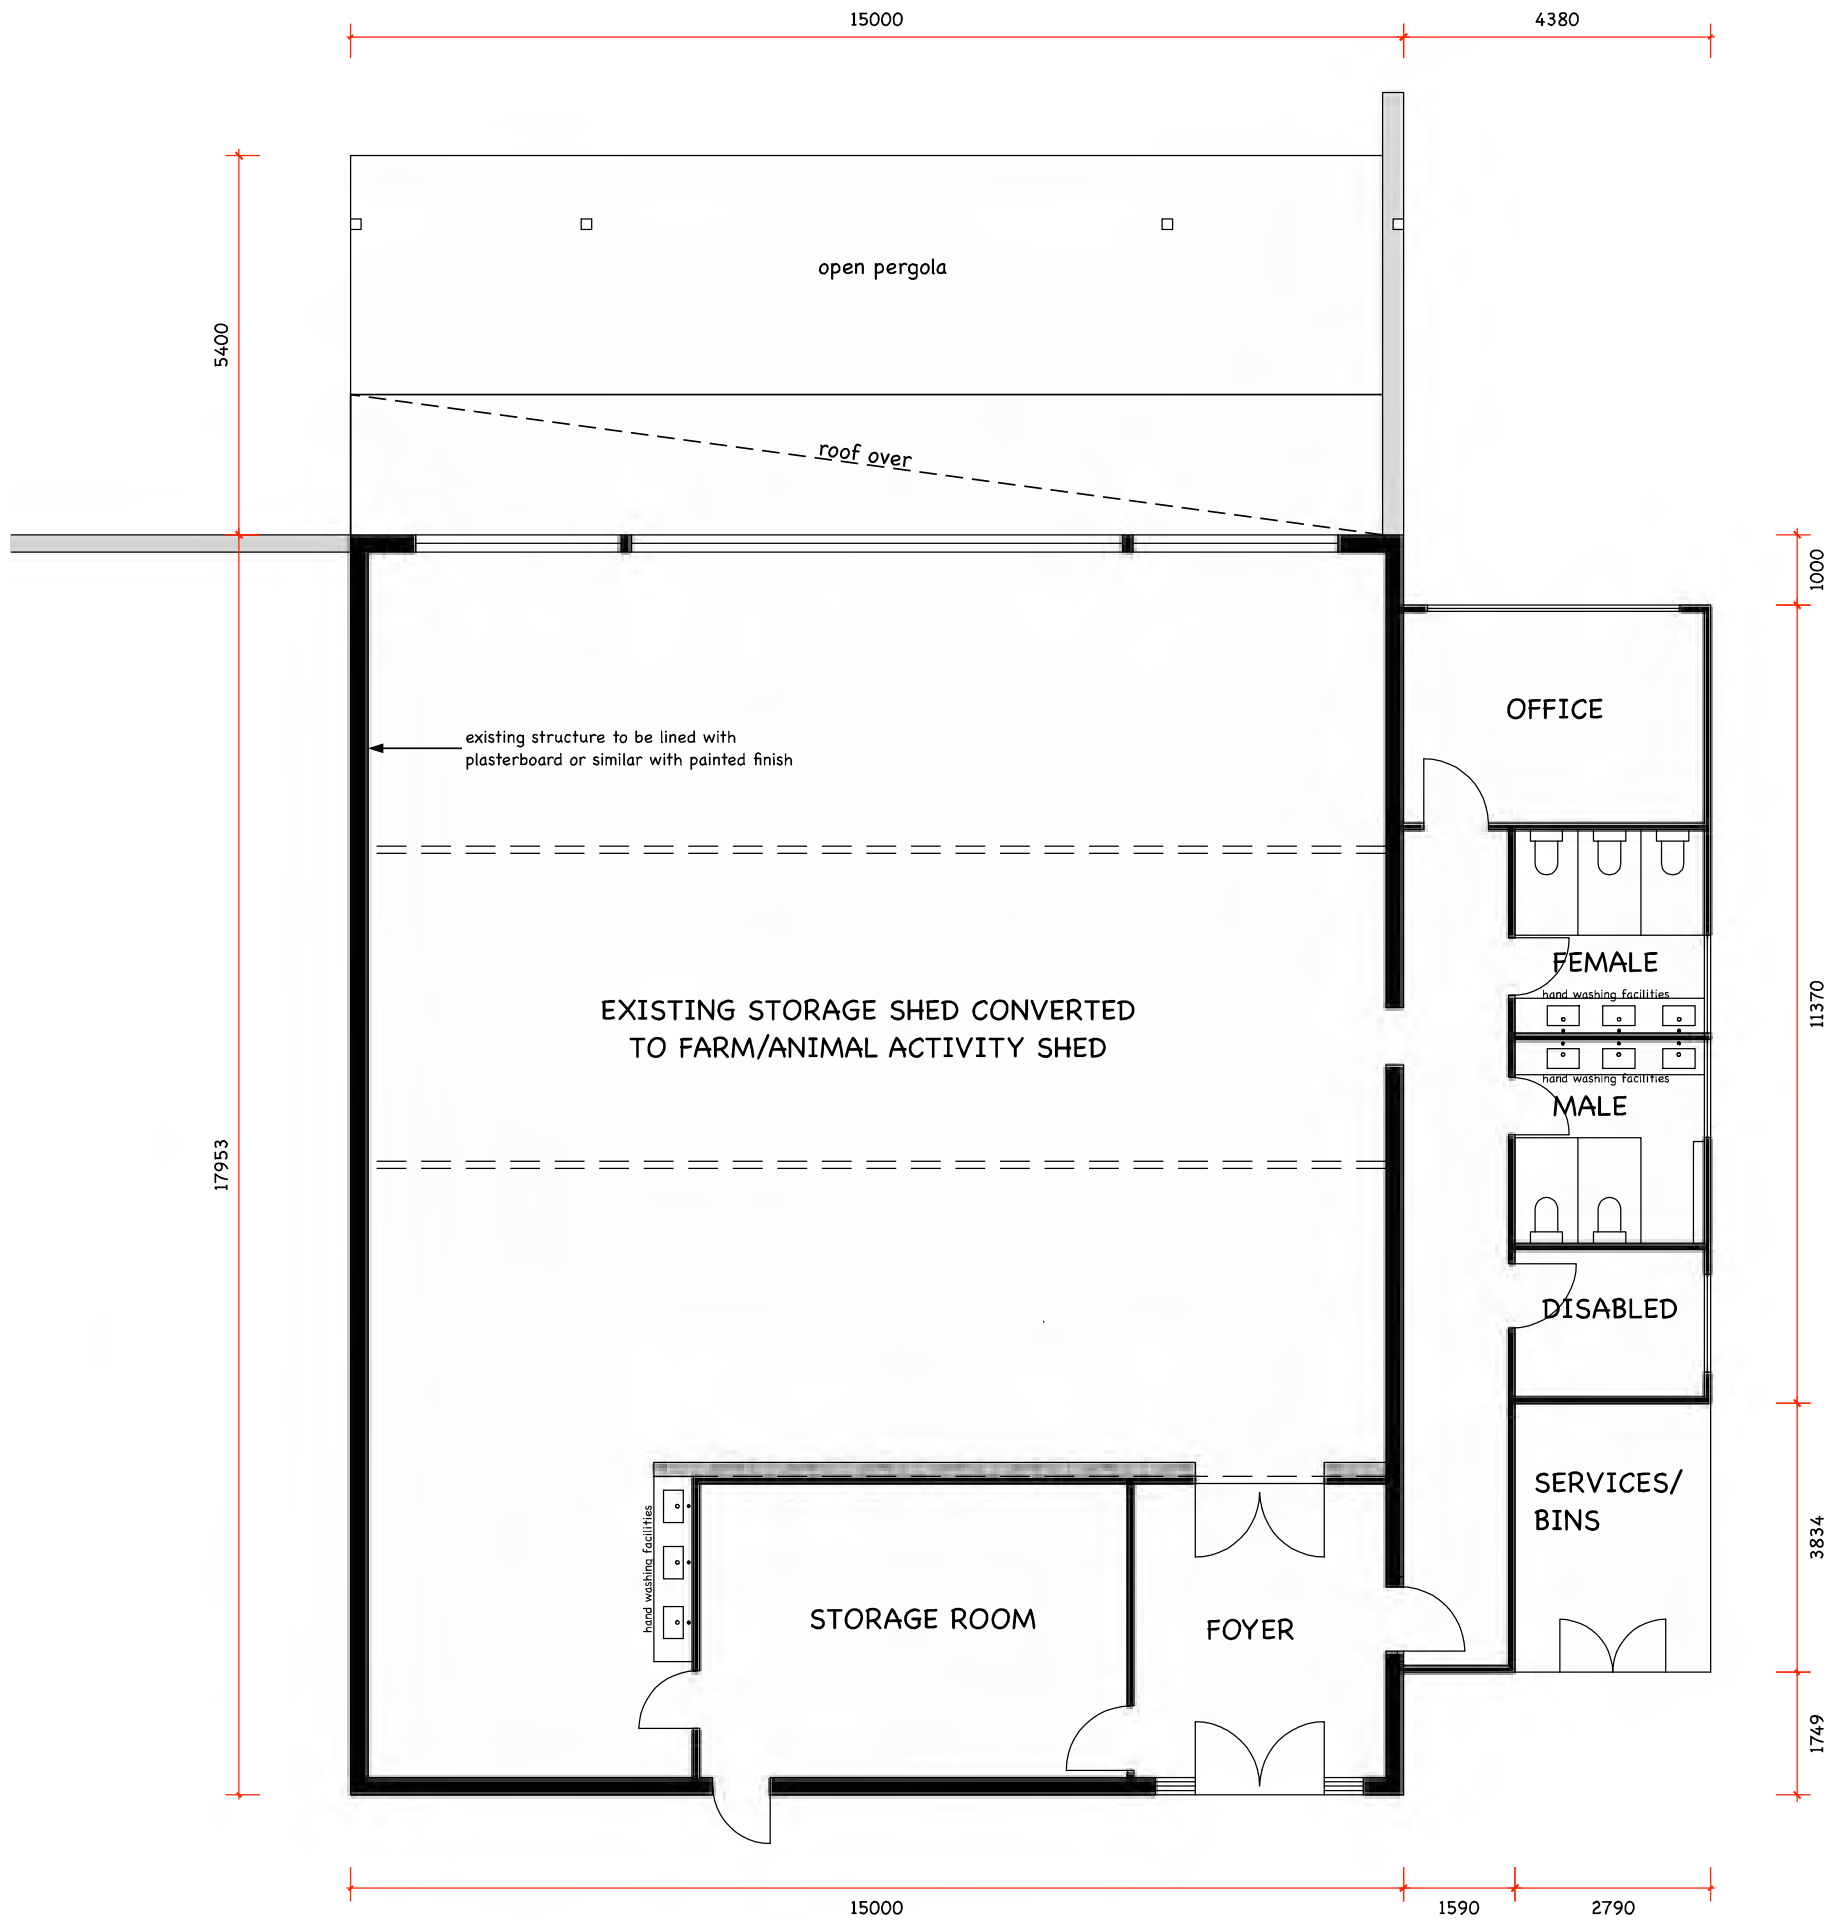 15000
4380
open pergola
5400
roof over
1000
OFFICE
existing structure to be lined with
plasterboard or similar with painted finish
FEMALE
hand washing facilities
EXISTING STORAGE SHED CONVERTED
TO FARM/ANIMAL ACTIVITY SHED
11370
hand washing facilities
MALE
17953
DISABLED
SERVICES/
BINS
hand washing facilities
STORAGE ROOM
FOYER
3834
1749
15000
1590
2790